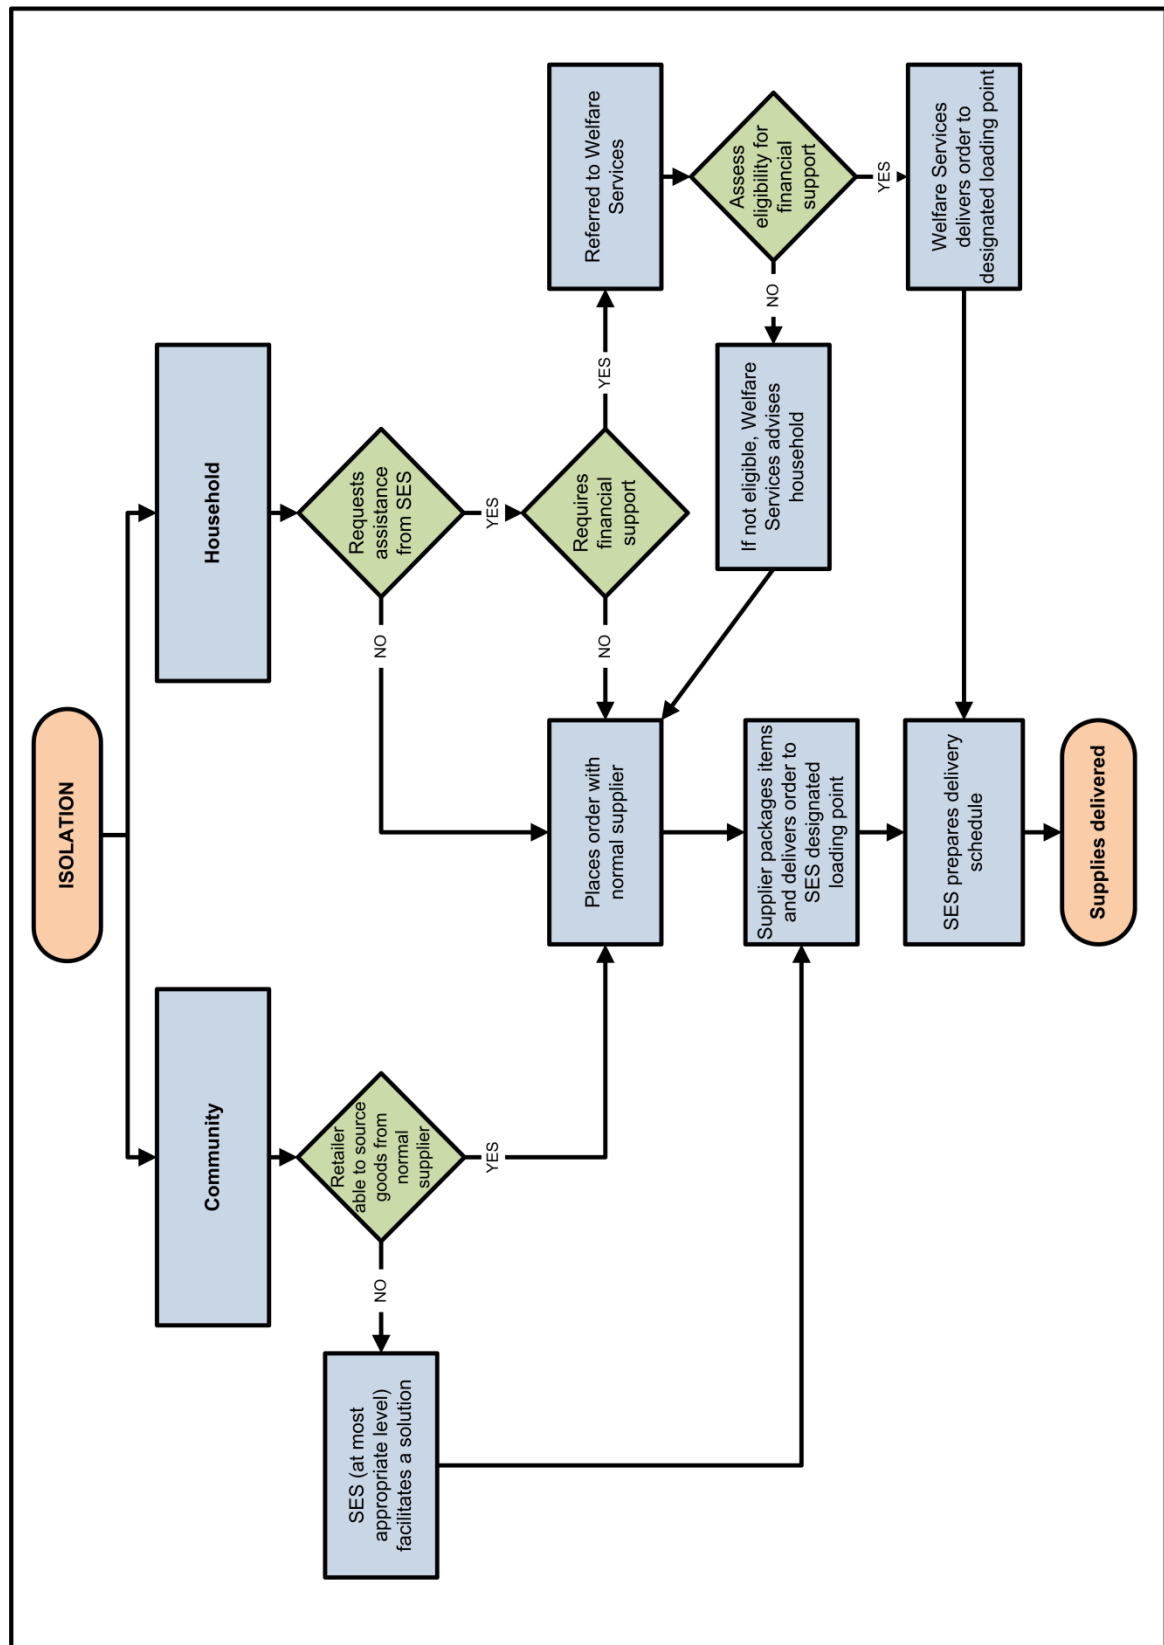 ISOLATION
Community
Household
Retailer
able to source
goods from
normal
supplier
Requests
assistance
from SES
NO
YES
NO
YES
SES (at most
appropriate level)
facilitates a solution
Requires
financial
support
NO
YES
Places order with
normal supplier
Referred to Welfare
Services
Assess
eligibility for
financial
support
NO
YES
If not eligible, Welfare
Services advises
household
Supplier packages items
and delivers order to
SES designated
loading point
Welfare Services
delivers order to
designated loading point
SES prepares delivery
schedule
Supplies delivered